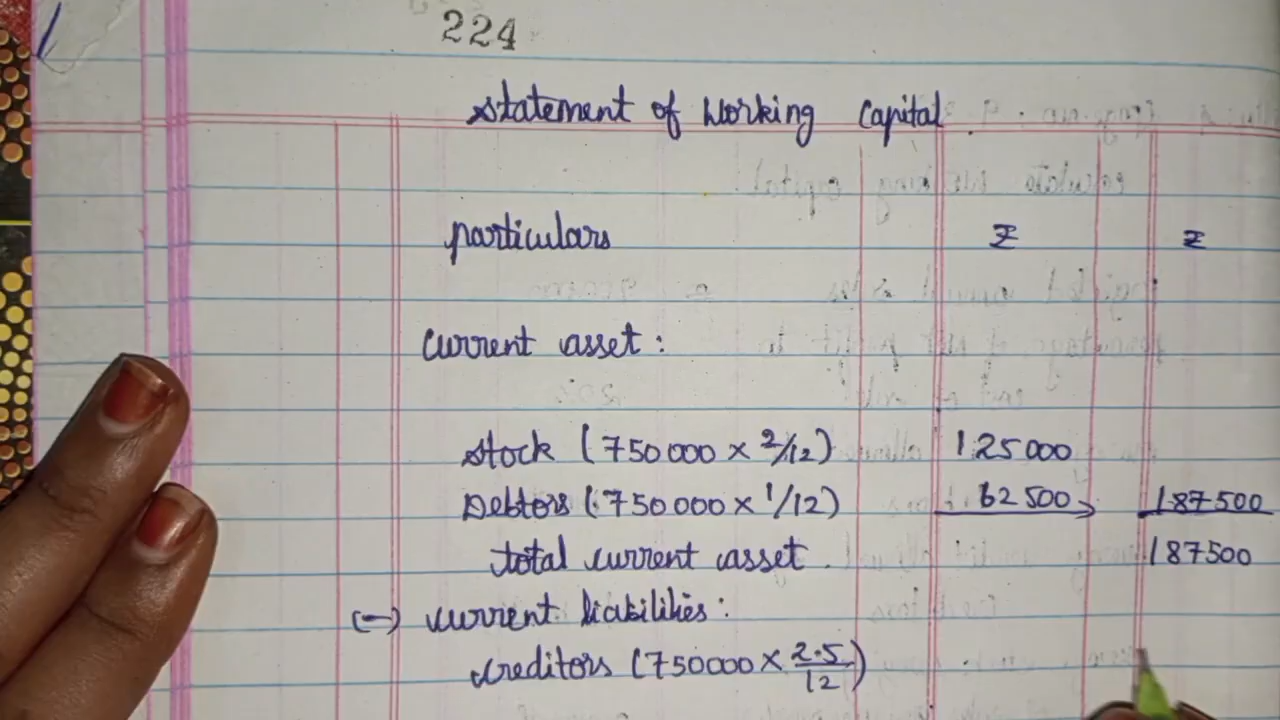 224
Statement of Working Capital
particulars ₹ ₹
Current asset:
Stock (750000 × 2/12) 125000
Debtors (750000 × 1/12) 62500 187500
total current asset. 187500
(-) current liabilities:
creditors (750000 × 2.5/12)